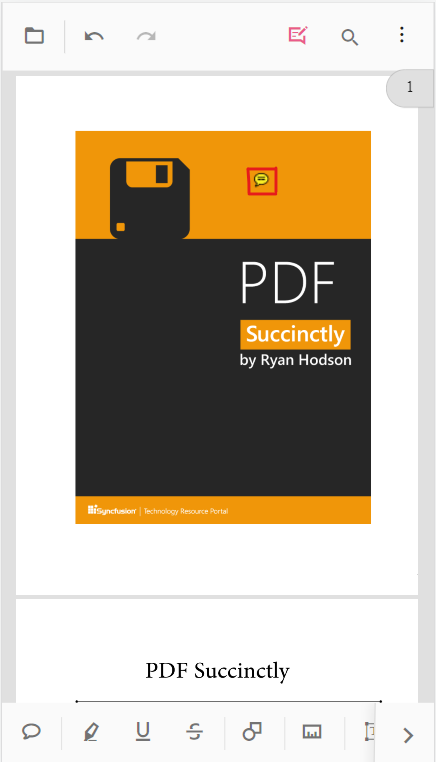 1
PDF
Succinctly
by Ryan Hodson
Syncfusion | Technology Resource Portal
PDF Succinctly
U
S
T